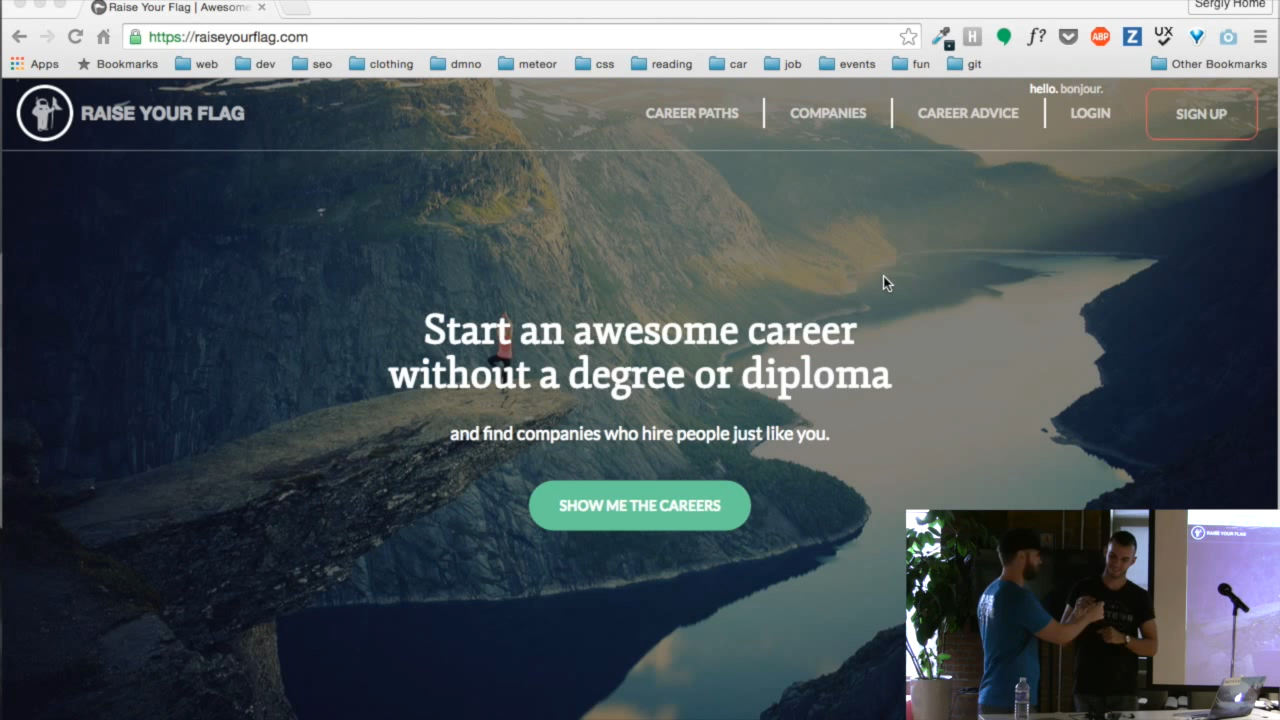 Raise Your Flag | Awesome
Sergiy Home
https://raiseyourflag.com
H
f?
ABP
Z
UX
Apps
Bookmarks
web
dev
seo
clothing
dmno
meteor
css
reading
car
job
events
fun
git
Other Bookmarks
hello. bonjour.
RAISE YOUR FLAG
CAREER PATHS
COMPANIES
CAREER ADVICE
LOGIN
SIGN UP
Start an awesome career
without a degree or diploma
and find companies who hire people just like you.
SHOW ME THE CAREERS
RAISE YOUR FLAG